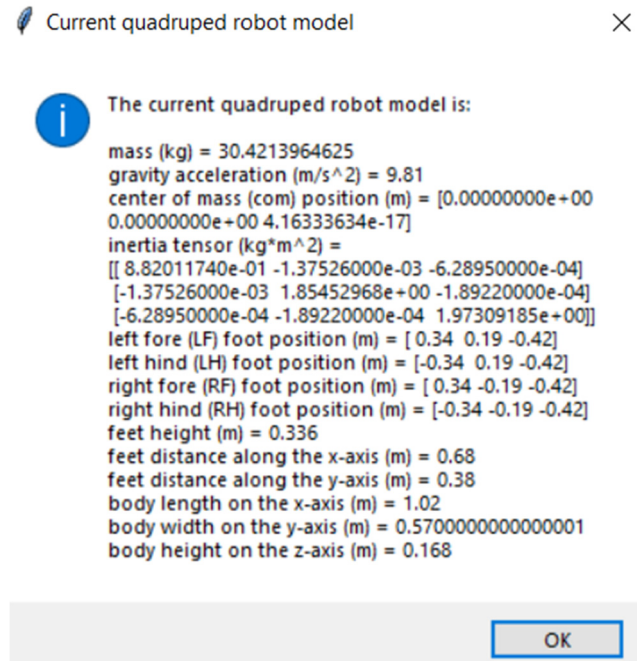 Current quadruped robot model
The current quadruped robot model is:
mass (kg) = 30.4213964625
gravity acceleration (m/s^2) = 9.81
center of mass (com) position (m) = [0.00000000e+00
0.00000000e+00 4.16333634e-17]
inertia tensor (kg*m^2) =
[[ 8.82011740e-01 -1.37526000e-03 -6.28950000e-04]
[-1.37526000e-03  1.85452968e+00 -1.89220000e-04]
[-6.28950000e-04 -1.89220000e-04  1.97309185e+00]]
left fore (LF) foot position (m) = [ 0.34  0.19 -0.42]
left hind (LH) foot position (m) = [-0.34  0.19 -0.42]
right fore (RF) foot position (m) = [ 0.34 -0.19 -0.42]
right hind (RH) foot position (m) = [-0.34 -0.19 -0.42]
feet height (m) = 0.336
feet distance along the x-axis (m) = 0.68
feet distance along the y-axis (m) = 0.38
body length on the x-axis (m) = 1.02
body width on the y-axis (m) = 0.5700000000000001
body height on the z-axis (m) = 0.168
OK